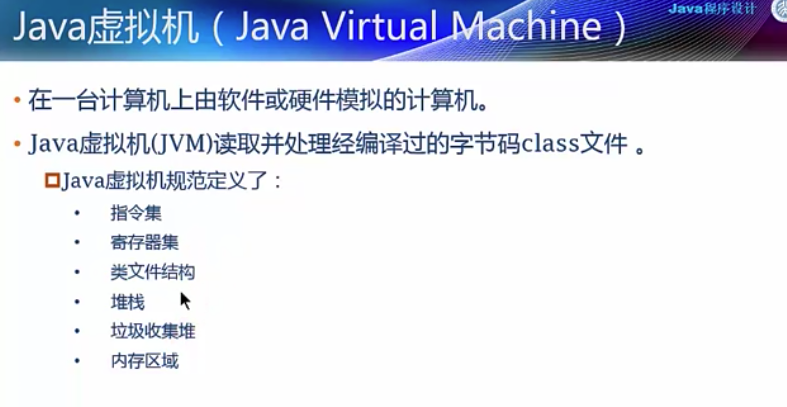 Java程序设计
Java虚拟机（Java Virtual Machine）
• 在一台计算机上由软件或硬件模拟的计算机。
• Java虚拟机(JVM)读取并处理经编译过的字节码class文件 。
Java虚拟机规范定义了：
• 指令集
• 寄存器集
• 类文件结构
• 堆栈
• 垃圾收集堆
• 内存区域